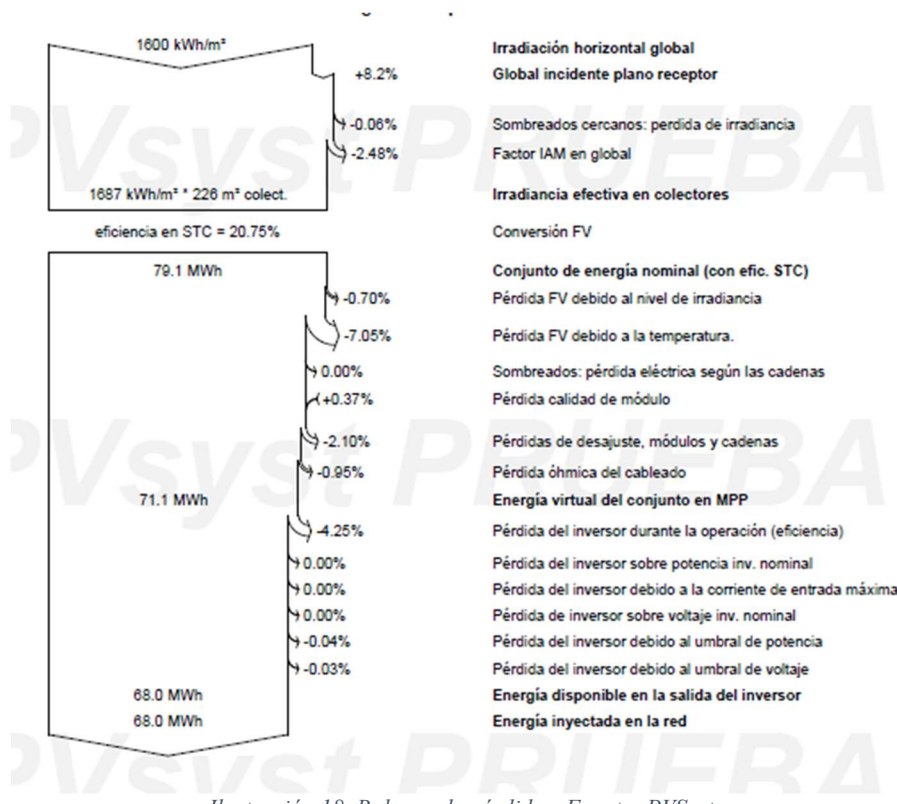 1600 kWh/m² Irradiación horizontal global
+8.2% Global incidente plano receptor
-0.06% Sombreados cercanos: perdida de irradiancia
-2.48% Factor IAM en global
1687 kWh/m² * 226 m² colect. Irradiancia efectiva en colectores
eficiencia en STC = 20.75% Conversión FV
79.1 MWh Conjunto de energía nominal (con efic. STC)
-0.70% Pérdida FV debido al nivel de irradiancia
-7.05% Pérdida FV debido a la temperatura.
0.00% Sombreados: pérdida eléctrica según las cadenas
+0.37% Pérdida calidad de módulo
-2.10% Pérdidas de desajuste, módulos y cadenas
-0.95% Pérdida óhmica del cableado
71.1 MWh Energía virtual del conjunto en MPP
-4.25% Pérdida del inversor durante la operación (eficiencia)
0.00% Pérdida del inversor sobre potencia inv. nominal
0.00% Pérdida del inversor debido a la corriente de entrada máxima
0.00% Pérdida de inversor sobre voltaje inv. nominal
-0.04% Pérdida del inversor debido al umbral de potencia
-0.03% Pérdida del inversor debido al umbral de voltaje
68.0 MWh Energía disponible en la salida del inversor
68.0 MWh Energía inyectada en la red
PVsyst PRUEBA
PVsyst PRUEBA
PVsyst PRUEBA